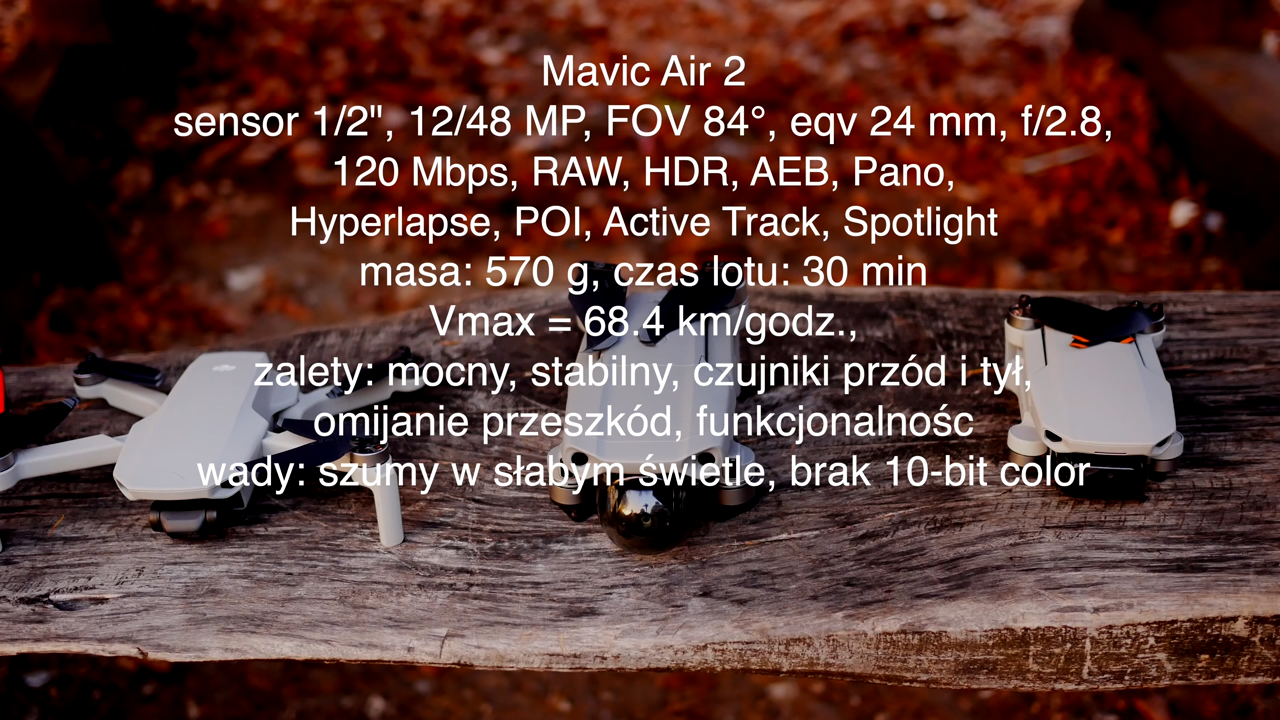 Mavic Air 2
sensor 1/2", 12/48 MP, FOV 84°, eqv 24 mm, f/2.8,
120 Mbps, RAW, HDR, AEB, Pano,
Hyperlapse, POI, Active Track, Spotlight
masa: 570 g, czas lotu: 30 min
Vmax = 68.4 km/godz.,
zalety: mocny, stabilny, czujniki przód i tył,
omijanie przeszkód, funkcjonalnośc
wady: szumy w słabym świetle, brak 10-bit color